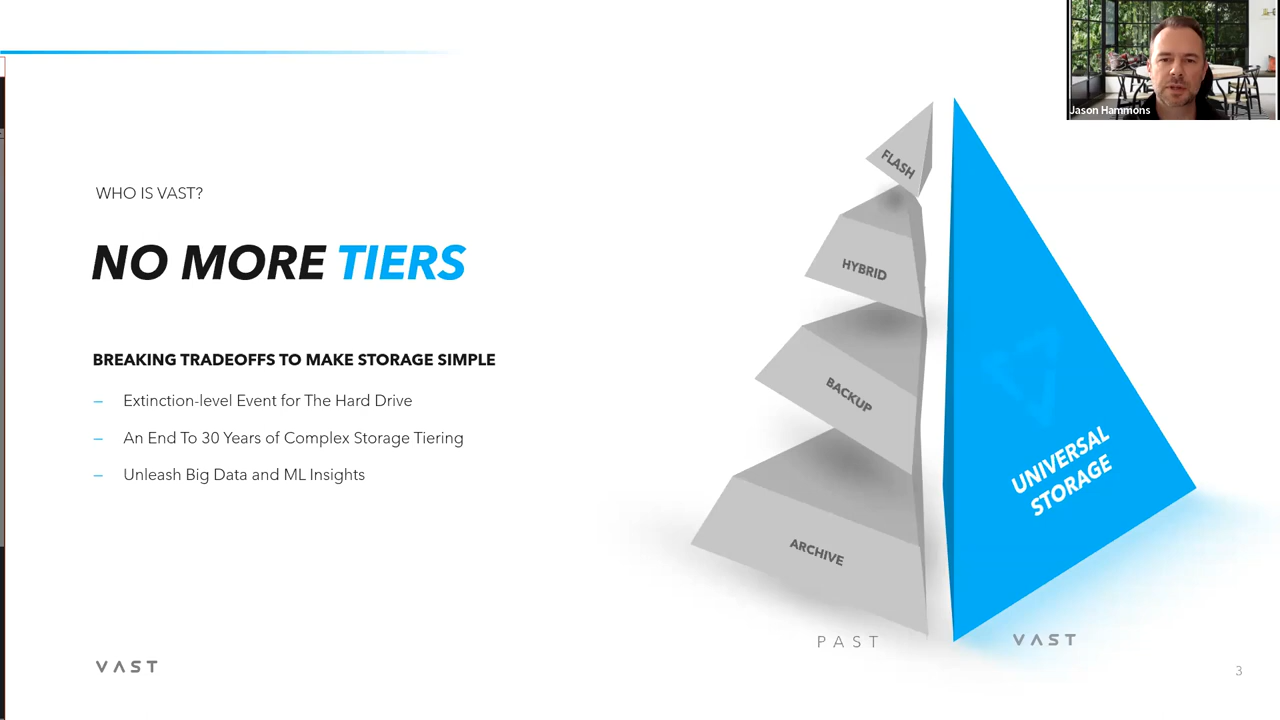 Jason Hammons
WHO IS VAST?
NO MORE TIERS
BREAKING TRADEOFFS TO MAKE STORAGE SIMPLE
– Extinction-level Event for The Hard Drive
– An End To 30 Years of Complex Storage Tiering
– Unleash Big Data and ML Insights
FLASH
HYBRID
BACKUP
ARCHIVE
UNIVERSAL
STORAGE
PAST
VAST
VAST
3